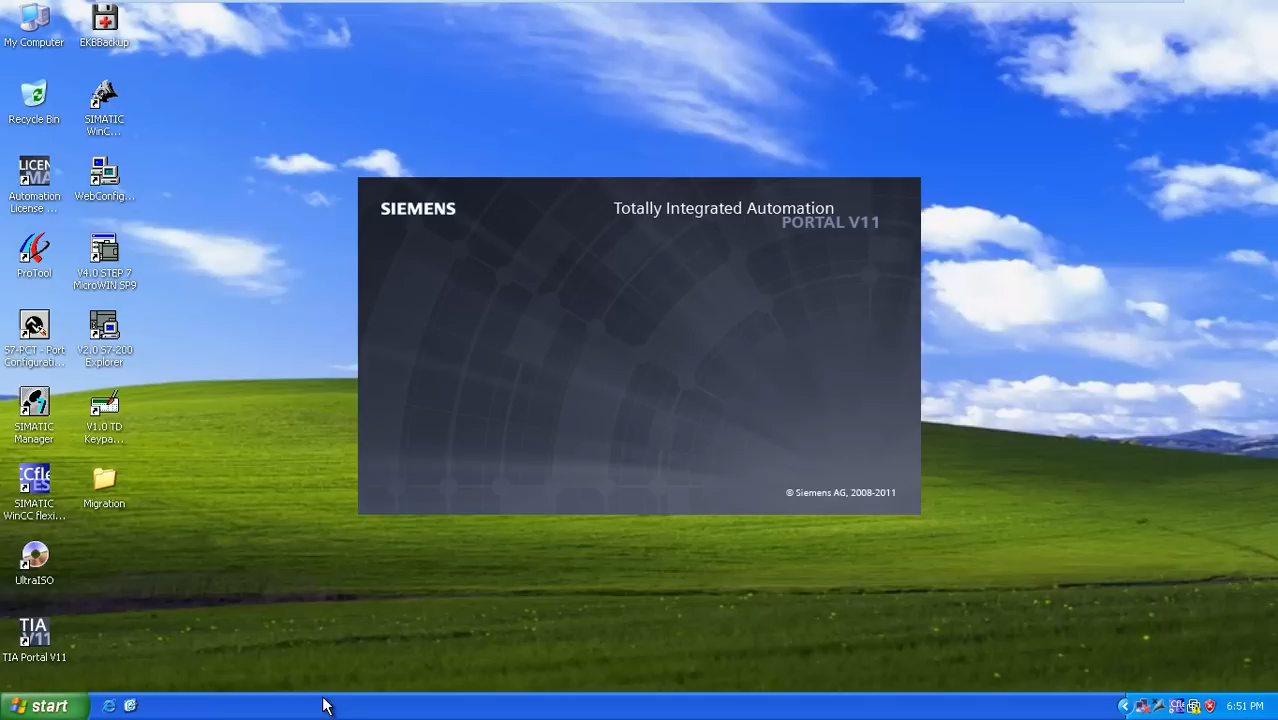 My Computer
EKBBackup
Recycle Bin
SIMATIC
WinC...
LICEN
MA
Automation
License ...
WebConfig...
ProTool
V4.0 STEP 7
MicroWIN SP9
S7-PCT - Port
Configurati...
V2.0 S7-200
Explorer
SIMATIC
Manager
V1.0 TD
Keypa...
CCfle
ES
SIMATIC
WinCC flexi...
Migration
UltraISO
TIA
V11
TIA Portal V11
SIEMENS
Totally Integrated Automation
PORTAL V11
© Siemens AG, 2008-2011
start
6:51 PM